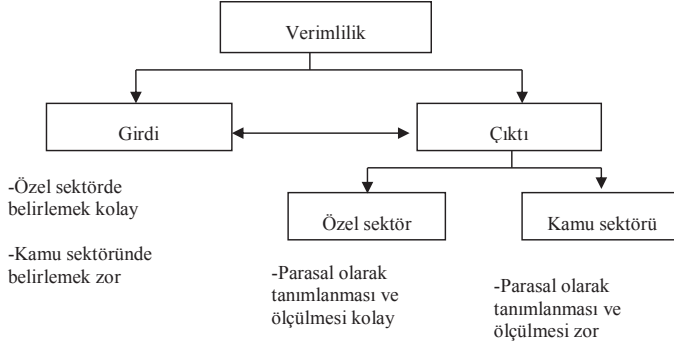 Verimlilik
Girdi
Çıktı
-Özel sektörde
belirlemek kolay
-Kamu sektöründe
belirlemek zor
Özel sektör
Kamu sektörü
-Parasal olarak
tanımlanması ve
ölçülmesi kolay
-Parasal olarak
tanımlanması ve
ölçülmesi zor